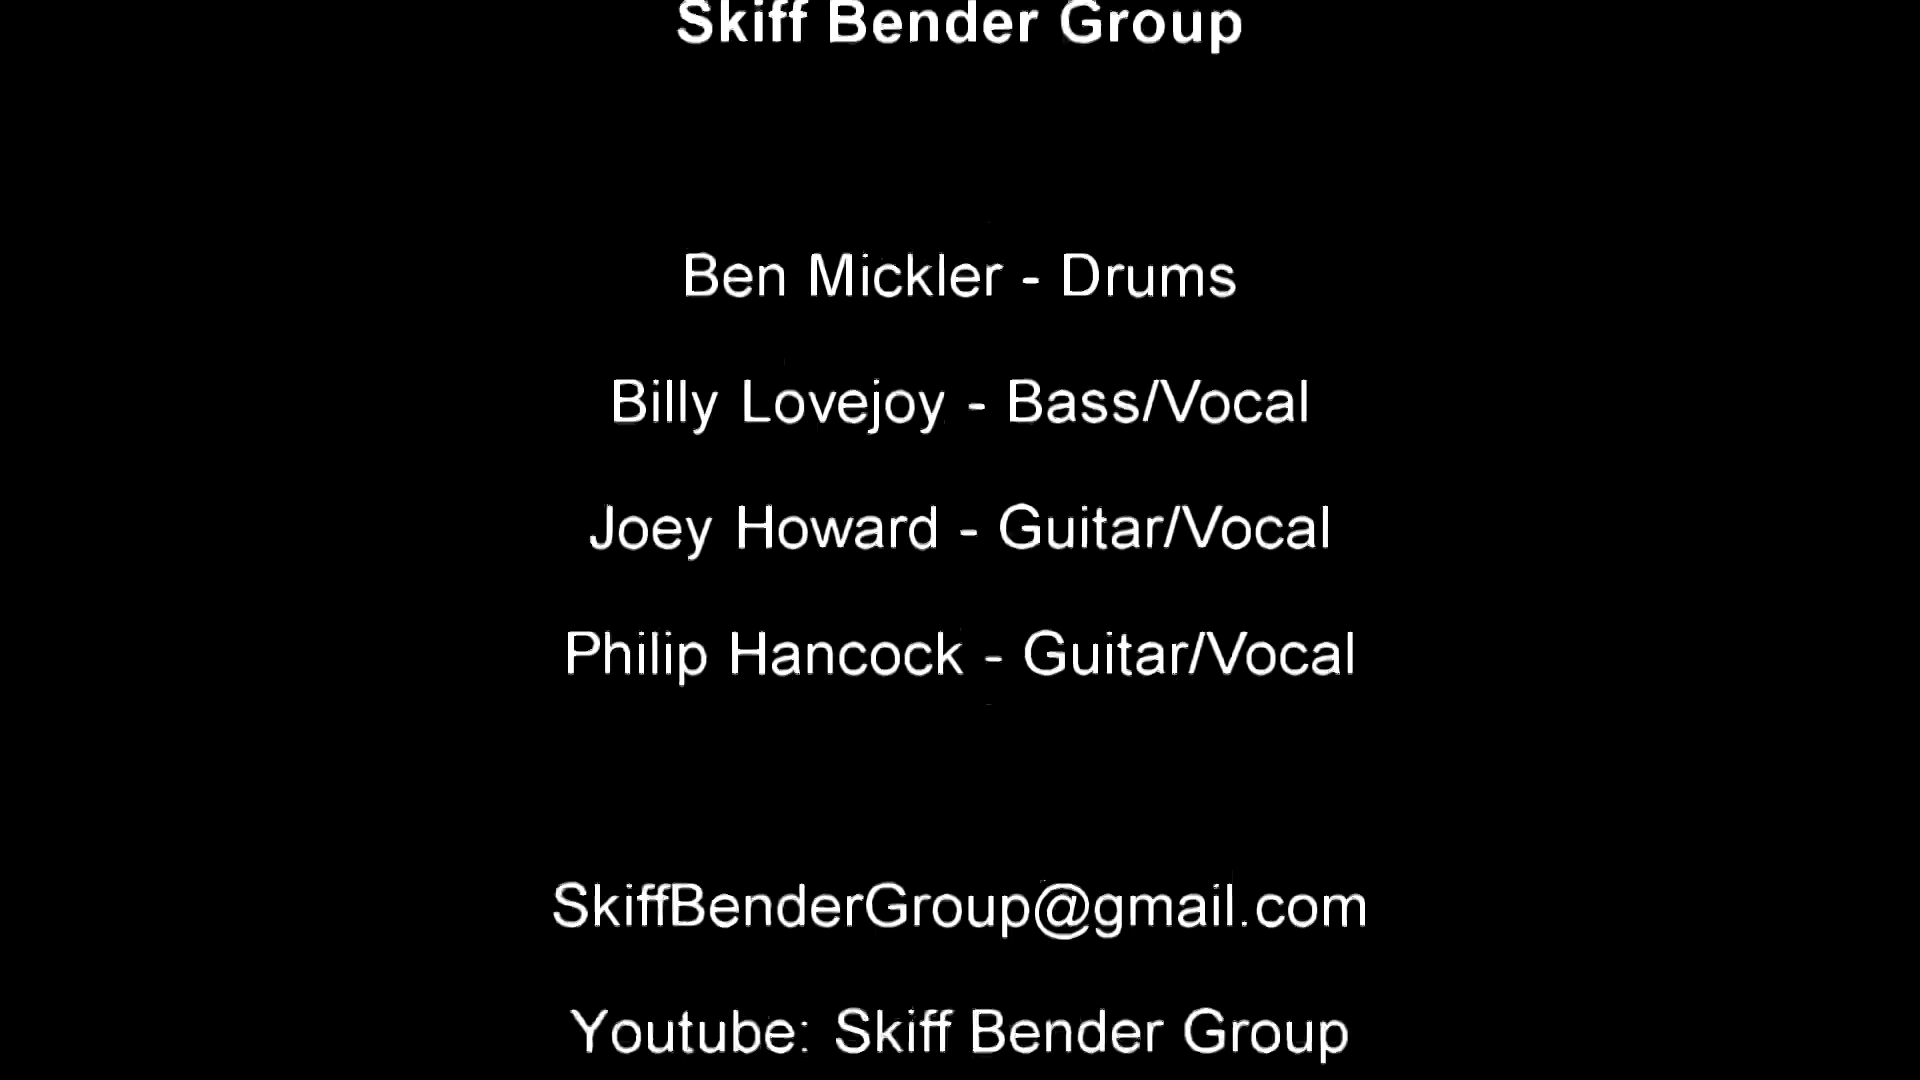 Skiff Bender Group
Ben Mickler - Drums
Billy Lovejoy - Bass/Vocal
Joey Howard - Guitar/Vocal
Philip Hancock - Guitar/Vocal
SkiffBenderGroup@gmail.com
Youtube: Skiff Bender Group